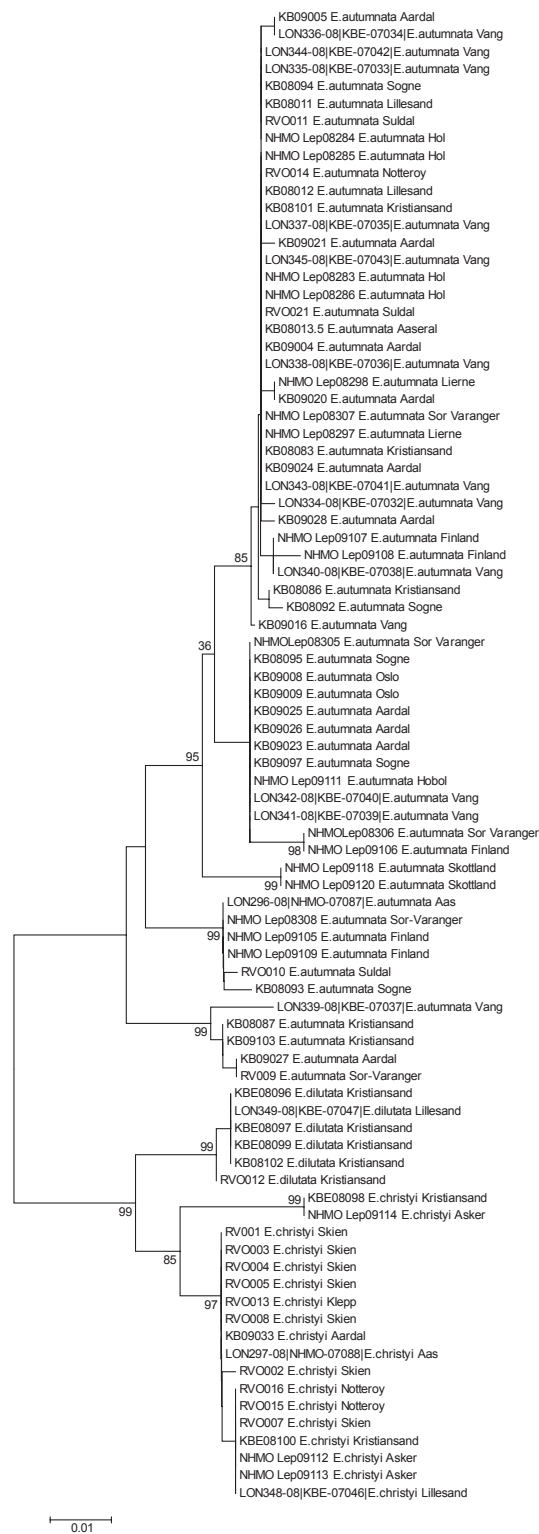 KB09005 E.autumnata Aardal
LON336-08|KBE-07034|E.autumnata Vang
LON344-08|KBE-07042|E.autumnata Vang
LON335-08|KBE-07033|E.autumnata Vang
KB08094 E.autumnata Sogne
KB08011 E.autumnata Lillesand
RVO011 E.autumnata Suldal
NHMO Lep08284 E.autumnata Hol
NHMO Lep08285 E.autumnata Hol
RVO014 E.autumnata Notteroy
KB08012 E.autumnata Lillesand
KB08101 E.autumnata Kristiansand
LON337-08|KBE-07035|E.autumnata Vang
KB09021 E.autumnata Aardal
LON345-08|KBE-07043|E.autumnata Vang
NHMO Lep08283 E.autumnata Hol
NHMO Lep08286 E.autumnata Hol
RVO021 E.autumnata Suldal
KB08013.5 E.autumnata Aaseral
KB09004 E.autumnata Aardal
LON338-08|KBE-07036|E.autumnata Vang
NHMO Lep08298 E.autumnata Lierne
KB09020 E.autumnata Aardal
NHMO Lep08307 E.autumnata Sor Varanger
NHMO Lep08297 E.autumnata Lierne
KB08083 E.autumnata Kristiansand
KB09024 E.autumnata Aardal
LON343-08|KBE-07041|E.autumnata Vang
LON334-08|KBE-07032|E.autumnata Vang
KB09028 E.autumnata Aardal
NHMO Lep09107 E.autumnata Finland
NHMO Lep09108 E.autumnata Finland
85
LON340-08|KBE-07038|E.autumnata Vang
KB08086 E.autumnata Kristiansand
KB08092 E.autumnata Sogne
KB09016 E.autumnata Vang
NHMOLep08305 E.autumnata Sor Varanger
36
KB08095 E.autumnata Sogne
KB09008 E.autumnata Oslo
KB09009 E.autumnata Oslo
KB09025 E.autumnata Aardal
KB09026 E.autumnata Aardal
KB09023 E.autumnata Aardal
95
KB09097 E.autumnata Sogne
NHMO Lep09111 E.autumnata Hobol
LON342-08|KBE-07040|E.autumnata Vang
LON341-08|KBE-07039|E.autumnata Vang
NHMOLep08306 E.autumnata Sor Varanger
98
NHMO Lep09106 E.autumnata Finland
NHMO Lep09118 E.autumnata Skottland
99
NHMO Lep09120 E.autumnata Skottland
LON296-08|NHMO-07087|E.autumnata Aas
NHMO Lep08308 E.autumnata Sor-Varanger
99
NHMO Lep09105 E.autumnata Finland
NHMO Lep09109 E.autumnata Finland
RVO010 E.autumnata Suldal
KB08093 E.autumnata Sogne
LON339-08|KBE-07037|E.autumnata Vang
KB08087 E.autumnata Kristiansand
99
KB09103 E.autumnata Kristiansand
KB09027 E.autumnata Aardal
RV009 E.autumnata Sor-Varanger
KBE08096 E.dilutata Kristiansand
LON349-08|KBE-07047|E.dilutata Lillesand
KBE08097 E.dilutata Kristiansand
99
KBE08099 E.dilutata Kristiansand
KB08102 E.dilutata Kristiansand
RVO012 E.dilutata Kristiansand
99
KBE08098 E.christyi Kristiansand
99
NHMO Lep09114 E.christyi Asker
RV001 E.christyi Skien
RVO003 E.christyi Skien
85
RVO004 E.christyi Skien
RVO005 E.christyi Skien
97
RVO013 E.christyi Klepp
RVO008 E.christyi Skien
KB09033 E.christyi Aardal
LON297-08|NHMO-07088|E.christyi Aas
RVO002 E.christyi Skien
RVO016 E.christyi Notteroy
RVO015 E.christyi Notteroy
RVO007 E.christyi Skien
KBE08100 E.christyi Kristiansand
NHMO Lep09112 E.christyi Asker
NHMO Lep09113 E.christyi Asker
LON348-08|KBE-07046|E.christyi Lillesand
0.01